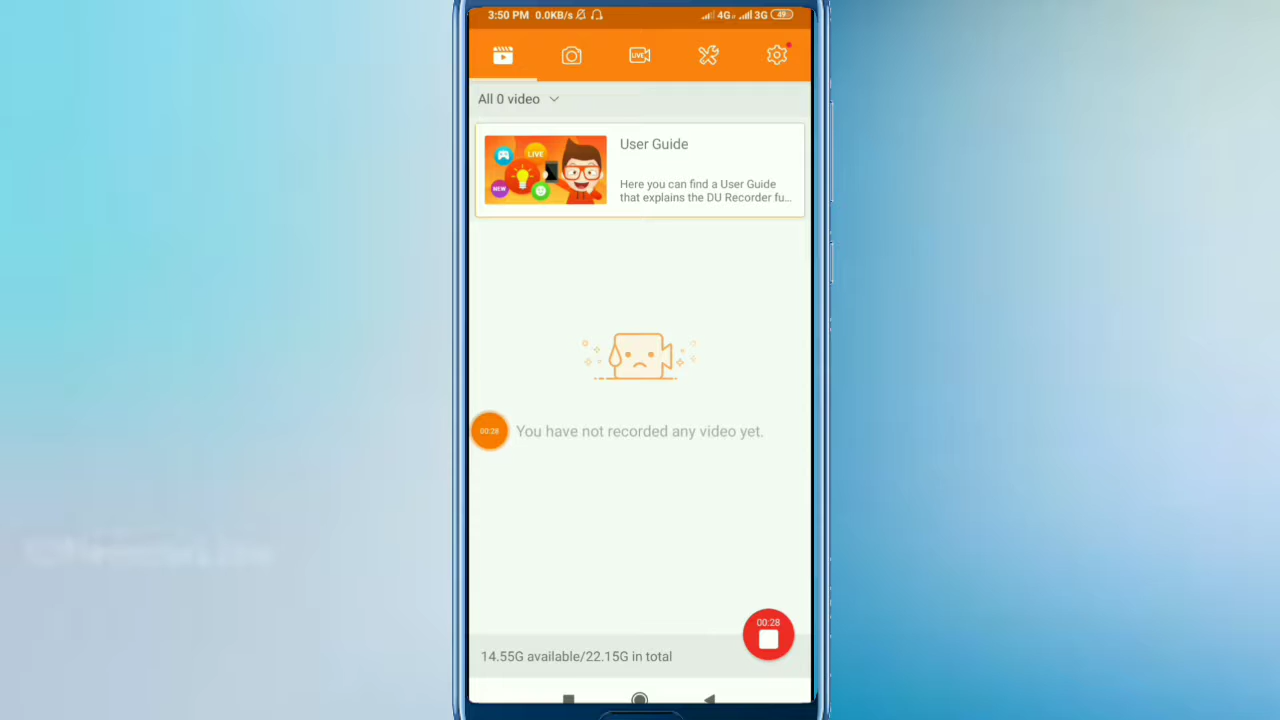 3:50 PM 0.0KB/s 4G 3G 49
LIVE
All 0 video
LIVE
NEW
User Guide
Here you can find a User Guide
that explains the DU Recorder fu...
00:28
You have not recorded any video yet.
00:28
14.55G available/22.15G in total